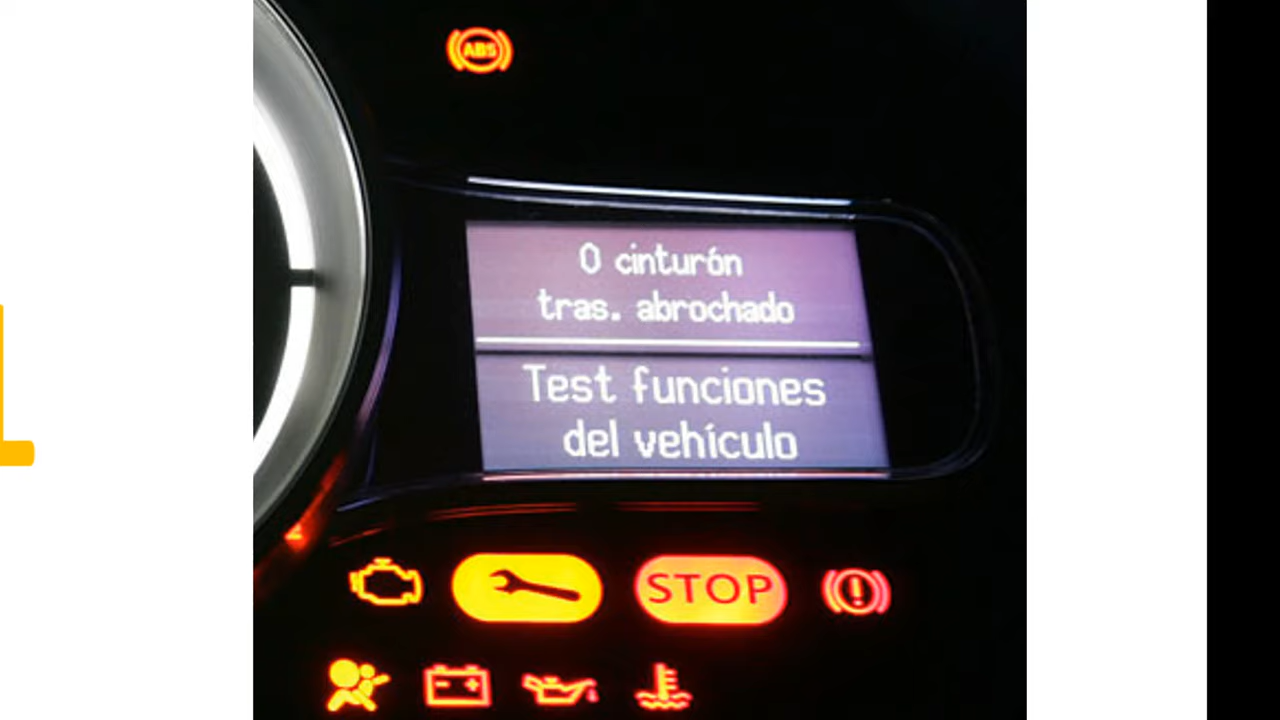 ABS
0 cinturón
tras. abrochado
Test funciones
del vehículo
STOP